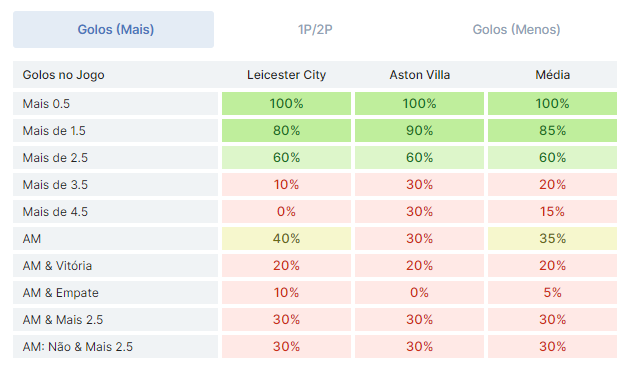 Golos (Mais) 1P/2P Golos (Menos)
Golos no Jogo Leicester City Aston Villa Média
Mais 0.5 100% 100% 100%
Mais de 1.5 80% 90% 85%
Mais de 2.5 60% 60% 60%
Mais de 3.5 10% 30% 20%
Mais de 4.5 0% 30% 15%
AM 40% 30% 35%
AM & Vitória 20% 20% 20%
AM & Empate 10% 0% 5%
AM & Mais 2.5 30% 30% 30%
AM: Não & Mais 2.5 30% 30% 30%